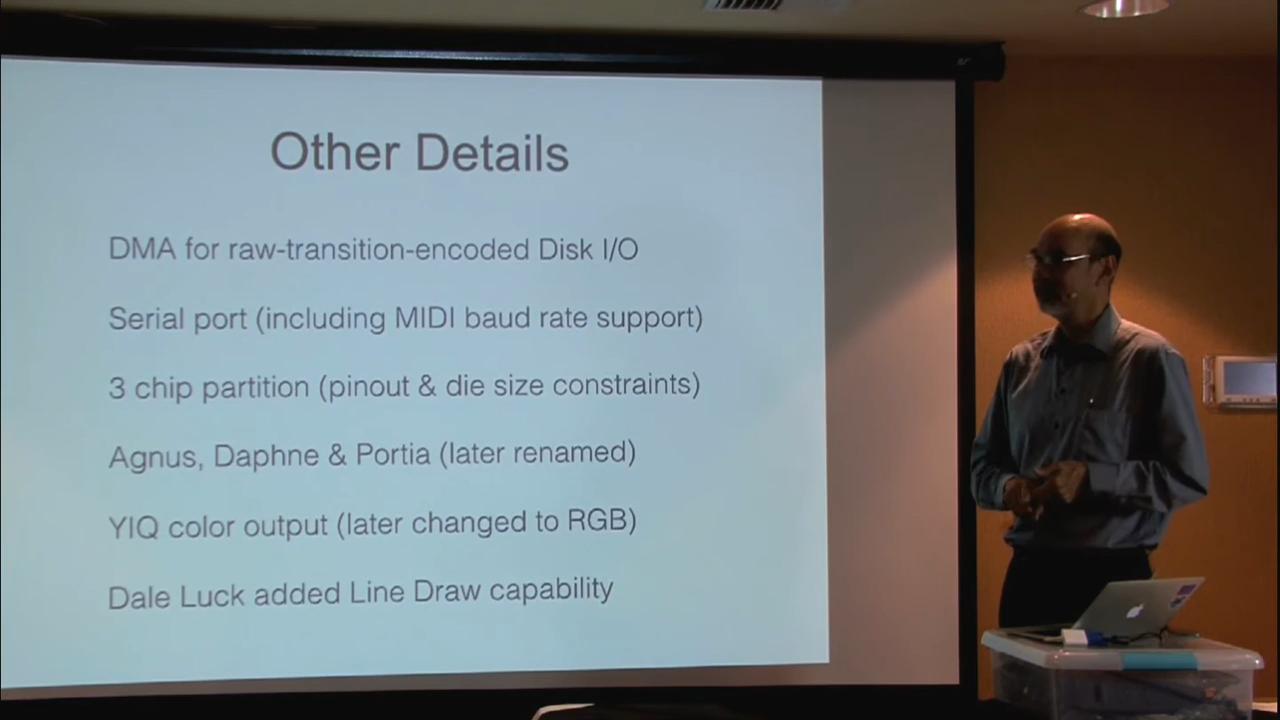 Other Details
DMA for raw-transition-encoded Disk I/O
Serial port (including MIDI baud rate support)
3 chip partition (pinout & die size constraints)
Agnus, Daphne & Portia (later renamed)
YIQ color output (later changed to RGB)
Dale Luck added Line Draw capability